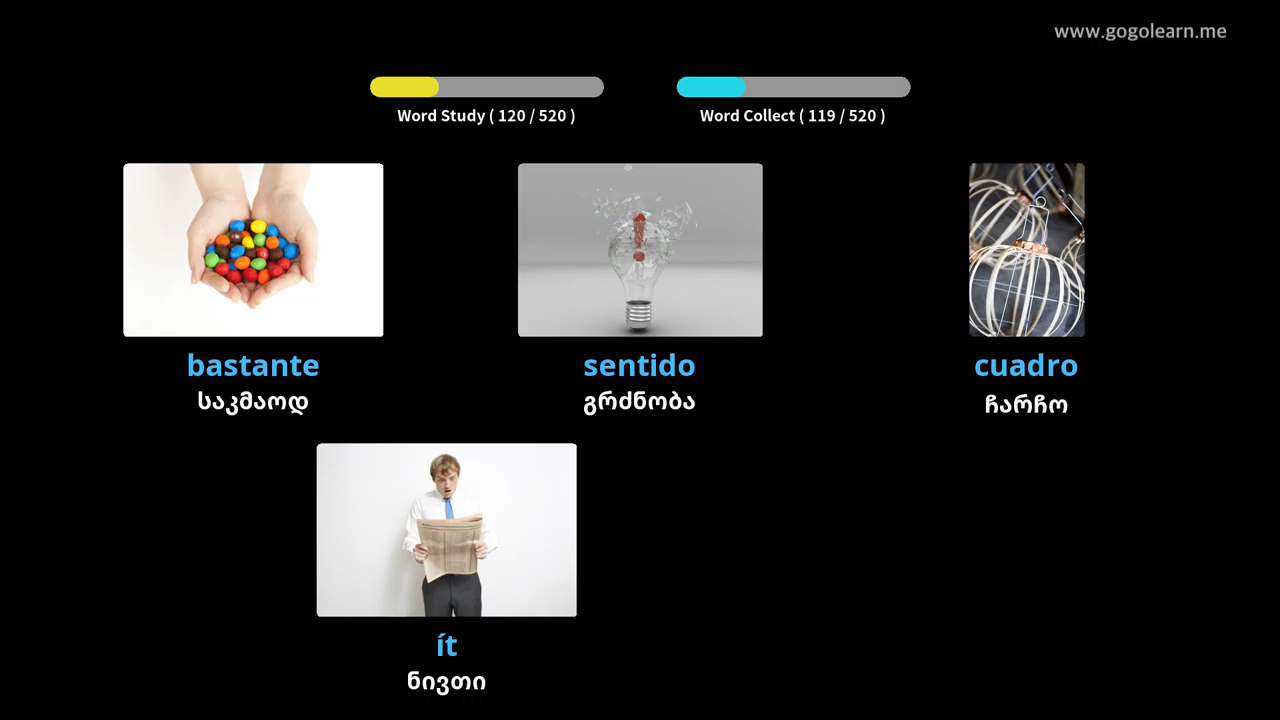 www.gogolearn.me
Word Study ( 120 / 520 )
Word Collect ( 119 / 520 )
bastante
საკმაოდ
sentido
გრძნობა
cuadro
ჩარჩო
ít
ნივთი